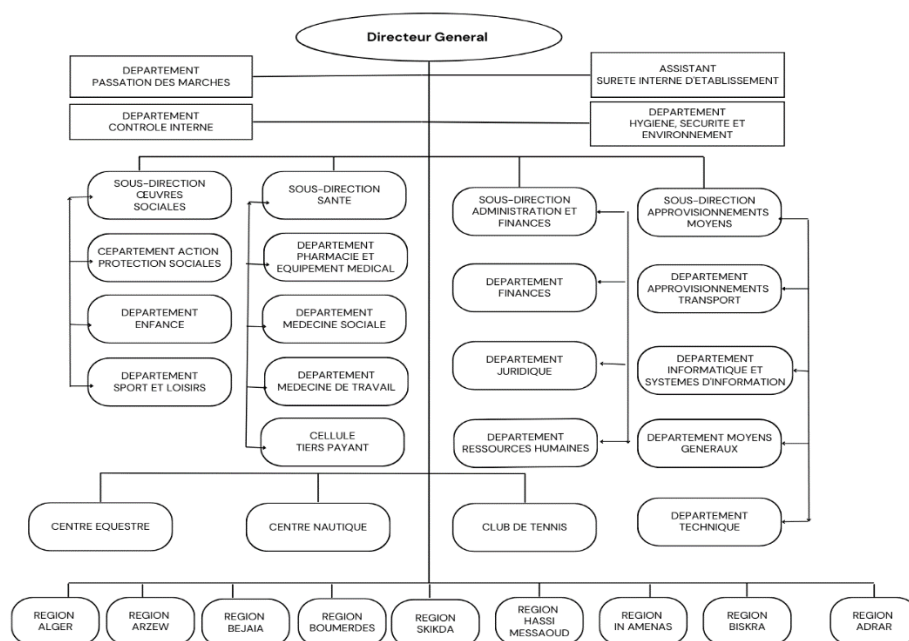 Directeur General
DEPARTEMENT
PASSATION DES MARCHES
ASSISTANT
SURETE INTERNE D'ETABLISSEMENT
DEPARTEMENT
CONTROLE INTERNE
DEPARTEMENT
HYGIENE, SECURITE ET
ENVIRONNEMENT
SOUS-DIRECTION
ŒUVRES
SOCIALES
CEPARTEMENT ACTION
PROTECTION SOCIALES
DEPARTEMENT
ENFANCE
DEPARTEMENT
SPORT ET LOISIRS
SOUS-DIRECTION
SANTE
DEPARTEMENT
PHARMACIE ET
EQUIPEMENT MEDICAL
DEPARTEMENT
MEDECINE SOCIALE
DEPARTEMENT
MEDECINE DE TRAVAIL
CELLULE
TIERS PAYANT
SOUS-DIRECTION
ADMINISTRATION ET
FINANCES
DEPARTEMENT
FINANCES
DEPARTEMENT
JURIDIQUE
DEPARTEMENT
RESSOURCES HUMAINES
SOUS-DIRECTION
APPROVISIONNEMENTS
MOYENS
DEPARTEMENT
APPROVISIONNEMENTS
TRANSPORT
DEPARTEMENT
INFORMATIQUE ET
SYSTEMES D'INFORMATION
DEPARTEMENT MOYENS
GENERAUX
DEPARTEMENT
TECHNIQUE
CENTRE EQUESTRE
CENTRE NAUTIQUE
CLUB DE TENNIS
REGION
ALGER
REGION
ARZEW
REGION
BEJAIA
REGION
BOUMERDES
REGION
SKIKDA
REGION
HASSI
MESSAOUD
REGION
IN AMENAS
REGION
BISKRA
REGION
ADRAR